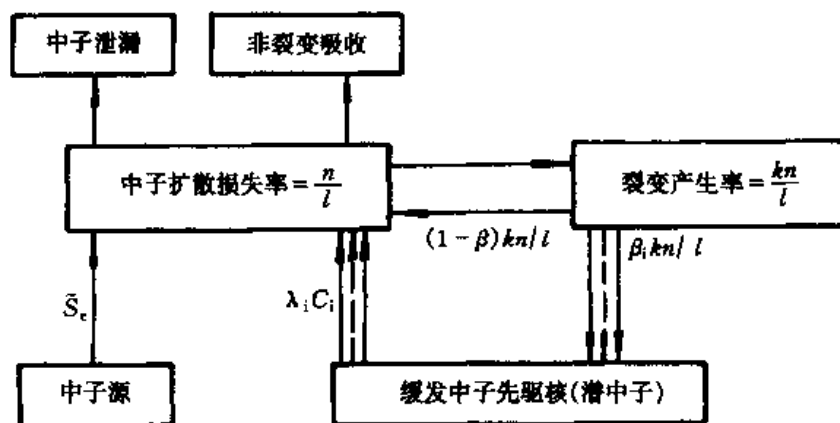 中子泄漏
非裂变吸收
中子扩散损失率=n/l
裂变产生率=kn/l
(1-β)kn/l
β_i kn/l
S̃_e
λ_i C_i
中子源
缓发中子先驱核(潜中子)